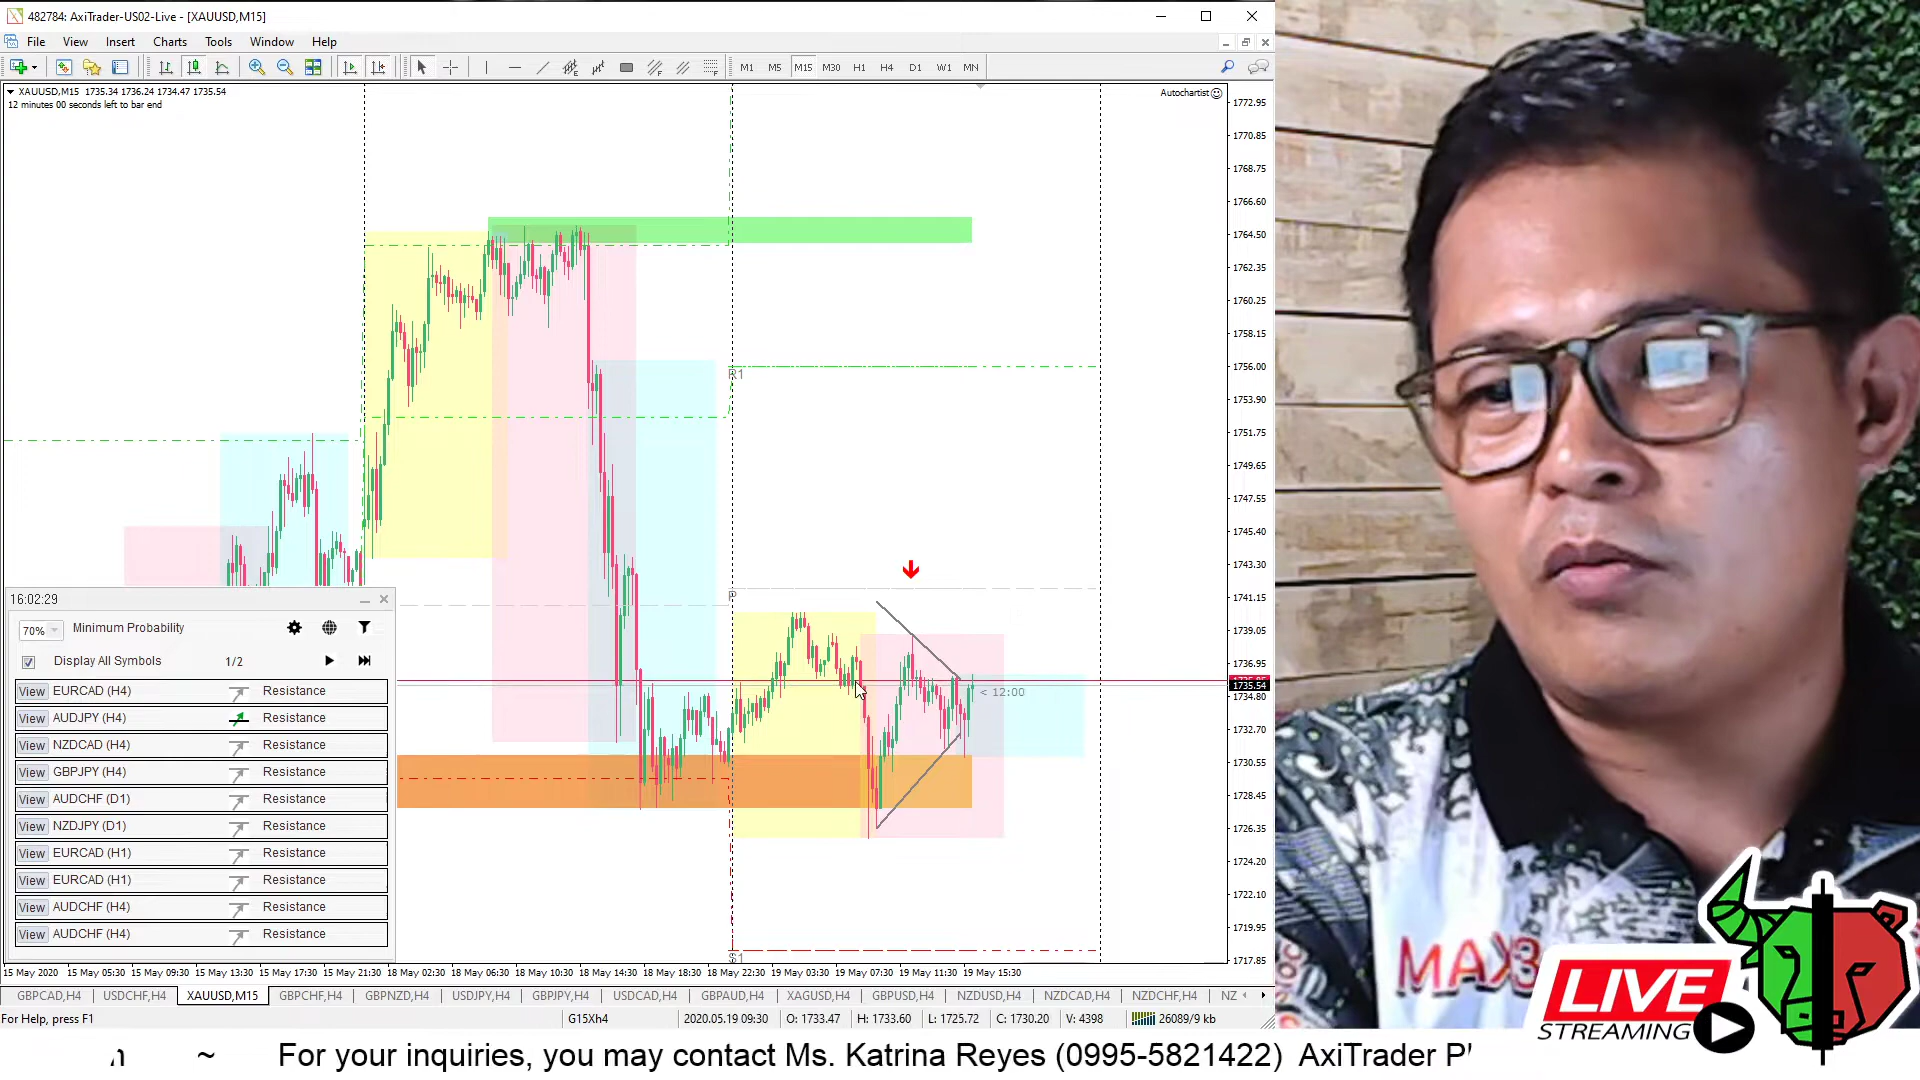 482784: AxiTrader-US02-Live - [XAUUSD,M15]
File View Insert Charts Tools Window Help
M1 M5 M15 M30 H1 H4 D1 W1 MN
XAUUSD,M15 1735.34 1736.24 1734.47 1735.54
12 minutes 00 seconds left to bar end
Autochartist
1772.95
1770.85
1768.75
1766.60
1764.50
1762.35
1760.25
1758.15
1756.00
1753.90
1751.75
1749.65
1747.55
1745.40
1743.30
1741.15
1739.05
1736.95
1735.54
1734.80
1732.70
1730.55
1728.45
1726.35
1724.20
1722.10
1719.95
1717.85
R1
P
S1
< 12:00
16:02:29
70% Minimum Probability
Display All Symbols 1/2
View EURCAD (H4) Resistance
View AUDJPY (H4) Resistance
View NZDCAD (H4) Resistance
View GBPJPY (H4) Resistance
View AUDCHF (D1) Resistance
View NZDJPY (D1) Resistance
View EURCAD (H1) Resistance
View EURCAD (H1) Resistance
View AUDCHF (H4) Resistance
View AUDCHF (H4) Resistance
15 May 2020 15 May 05:30 15 May 09:30 15 May 13:30 15 May 17:30 15 May 21:30 18 May 02:30 18 May 06:30 18 May 10:30 18 May 14:30 18 May 18:30 18 May 22:30 19 May 03:30 19 May 07:30 19 May 11:30 19 May 15:30
GBPCAD,H4 USDCHF,H4 XAUUSD,M15 GBPCHF,H4 GBPNZD,H4 USDJPY,H4 GBPJPY,H4 USDCAD,H4 GBPAUD,H4 XAGUSD,H4 GBPUSD,H4 NZDUSD,H4 NZDCAD,H4 NZDCHF,H4 NZ
For Help, press F1 G15Xh4 2020.05.19 09:30 O: 1733.47 H: 1733.60 L: 1725.72 C: 1730.20 V: 4398 26089/9 kb
MAX3
LIVE
STREAMING
~ For your inquiries, you may contact Ms. Katrina Reyes (0995-5821422) AxiTrader P